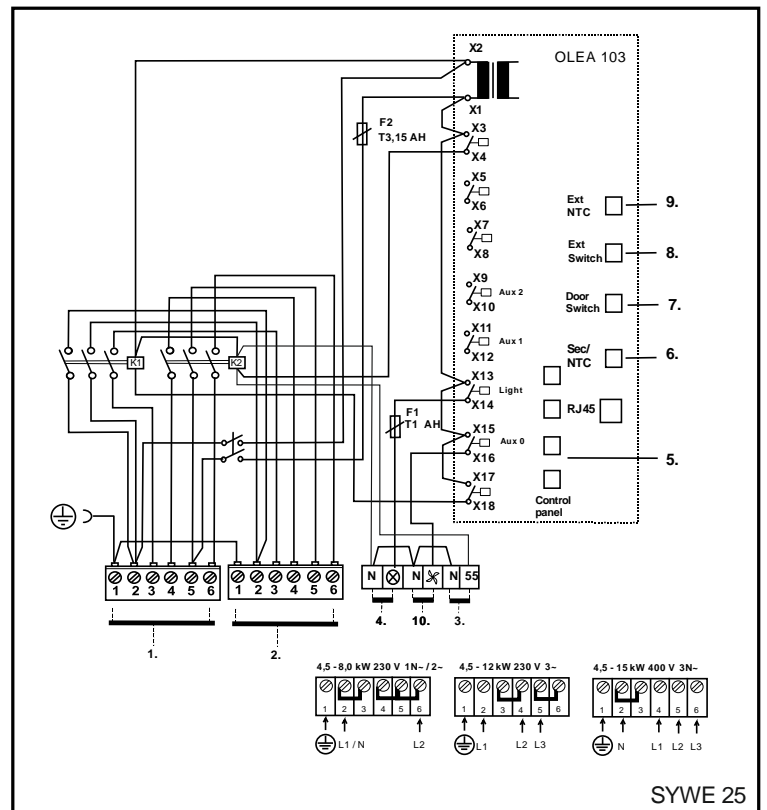 X2
OLEA 103
X1
F2
T3,15 AH
X3
X4
X5
X6
Ext
NTC
9.
X7
X8
Ext
Switch
8.
X9
Aux 2
X10
Door
Switch
7.
X11
Aux 1
X12
Sec/
NTC
6.
K1
K2
X13
Light
X14
RJ45
F1
T1 AH
X15
Aux 0
X16
5.
X17
X18
Control
panel
1 2 3 4 5 6
1 2 3 4 5 6
N N N 55
4. 10. 3.
1.
2.
4,5 - 8,0 kW 230 V 1N~ / 2~
1 2 3 4 5 6
L1 / N L2
4,5 - 12 kW 230 V 3~
1 2 3 4 5 6
L1 L2 L3
4,5 - 15 kW 400 V 3N~
1 2 3 4 5 6
N L1 L2 L3
SYWE 25